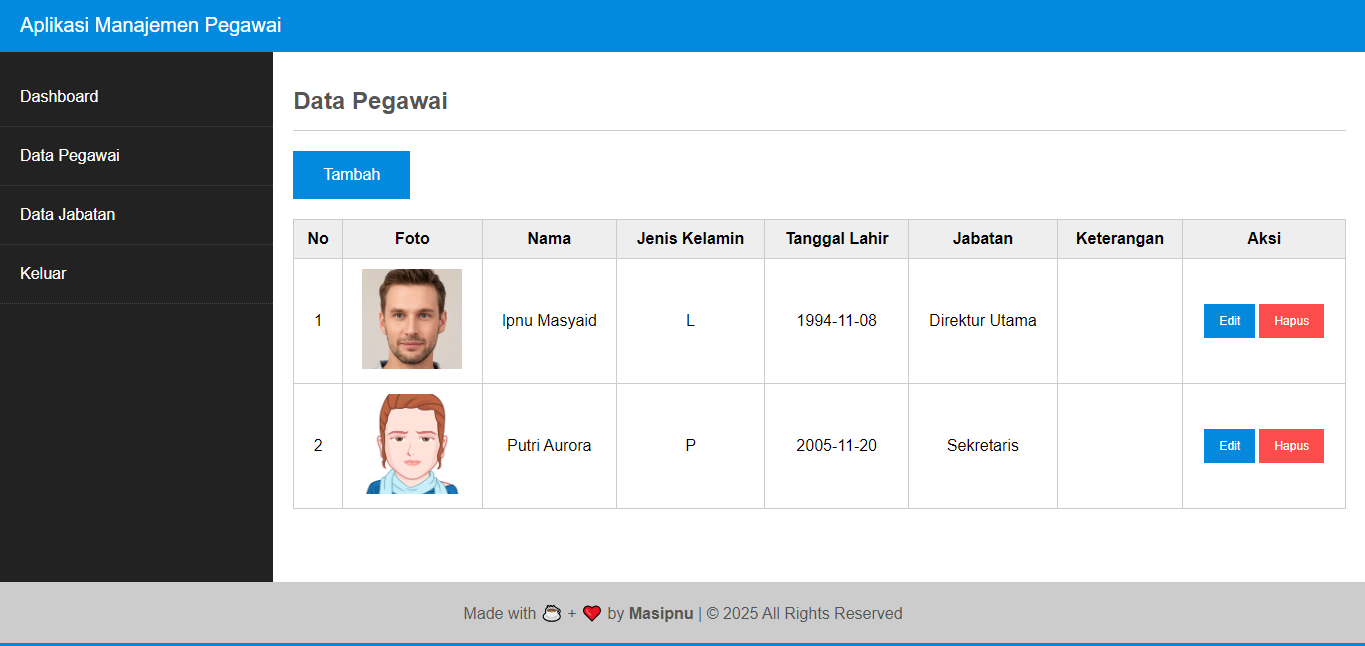 Aplikasi Manajemen Pegawai
Dashboard
Data Pegawai
Data Jabatan
Keluar
Data Pegawai
Tambah
No Foto Nama Jenis Kelamin Tanggal Lahir Jabatan Keterangan Aksi
1 Ipnu Masyaid L 1994-11-08 Direktur Utama Edit Hapus
2 Putri Aurora P 2005-11-20 Sekretaris Edit Hapus
Made with ☕ + ❤️ by Masipnu | © 2025 All Rights Reserved